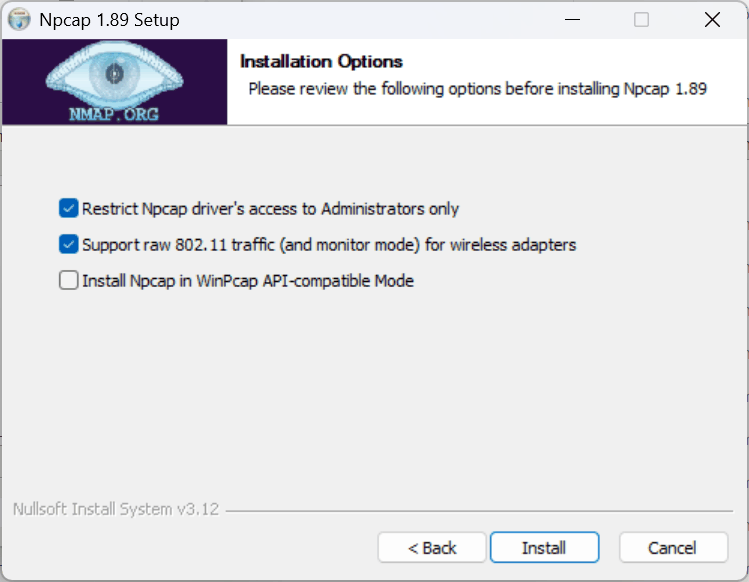 Npcap 1.89 Setup
NMAP.ORG
Installation Options
Please review the following options before installing Npcap 1.89
Restrict Npcap driver's access to Administrators only
Support raw 802.11 traffic (and monitor mode) for wireless adapters
Install Npcap in WinPcap API-compatible Mode
Nullsoft Install System v3.12
< Back
Install
Cancel